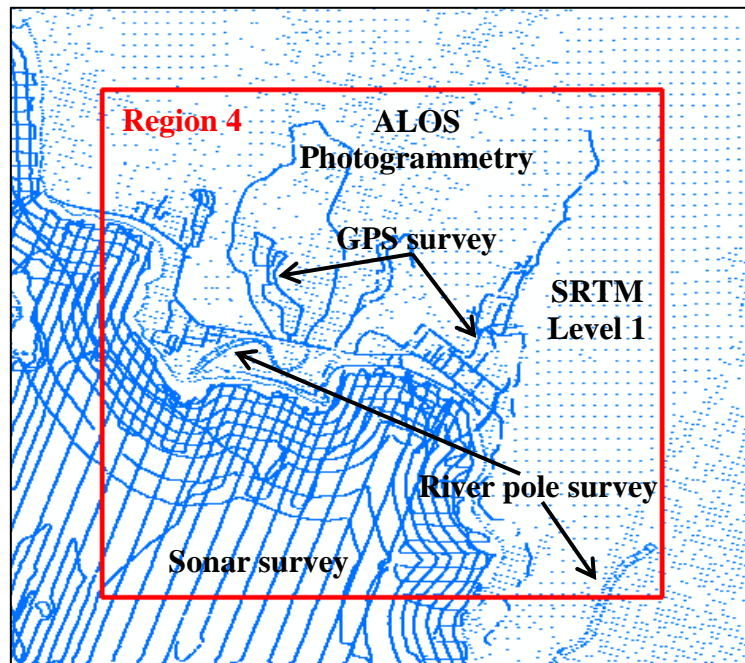 Region 4
ALOS
Photogrammetry
GPS survey
SRTM
Level 1
River pole survey
Sonar survey